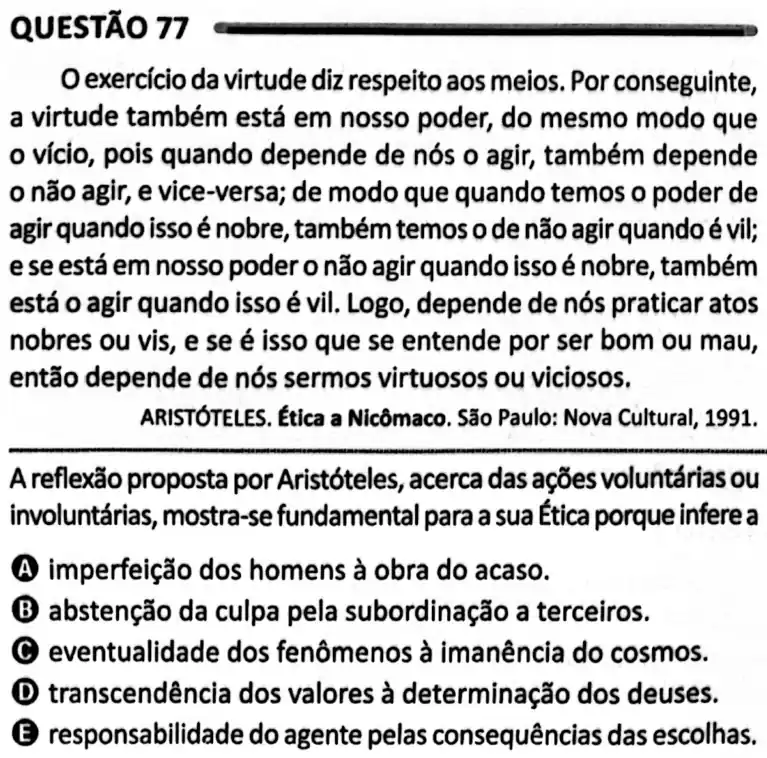 QUESTÃO 77
O exercício da virtude diz respeito aos meios. Por conseguinte,
a virtude também está em nosso poder, do mesmo modo que
o vício, pois quando depende de nós o agir, também depende
o não agir, e vice-versa; de modo que quando temos o poder de
agir quando isso é nobre, também temos o de não agir quando é vil;
e se está em nosso poder o não agir quando isso é nobre, também
está o agir quando isso é vil. Logo, depende de nós praticar atos
nobres ou vis, e se é isso que se entende por ser bom ou mau,
então depende de nós sermos virtuosos ou viciosos.
ARISTÓTELES. Ética a Nicômaco. São Paulo: Nova Cultural, 1991.
A reflexão proposta por Aristóteles, acerca das ações voluntárias ou
involuntárias, mostra-se fundamental para a sua Ética porque infere a
A imperfeição dos homens à obra do acaso.
B abstenção da culpa pela subordinação a terceiros.
C eventualidade dos fenômenos à imanência do cosmos.
D transcendência dos valores à determinação dos deuses.
E responsabilidade do agente pelas consequências das escolhas.